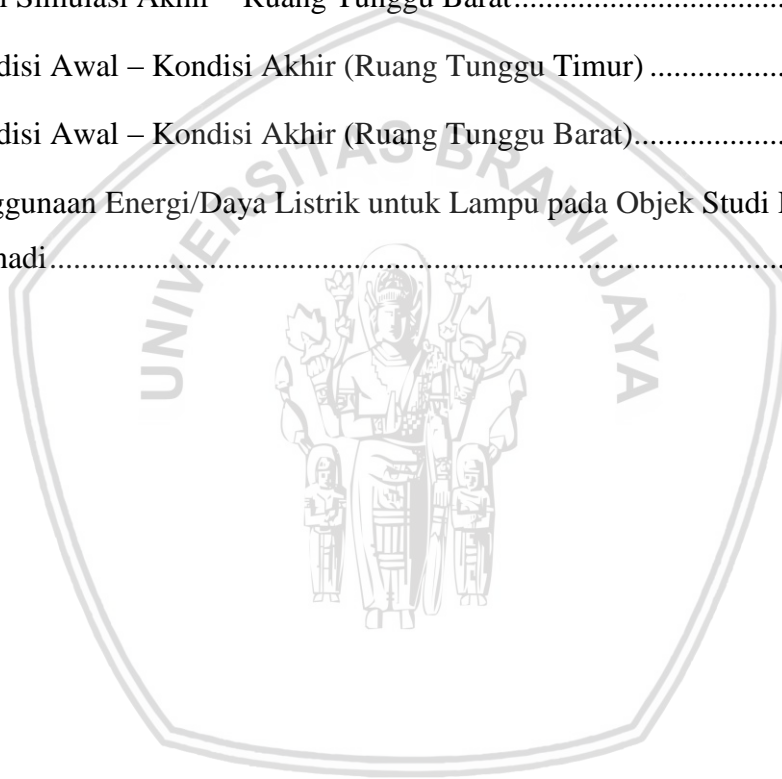 Simulasi Akhir – Ruang Tunggu Barat........................................
disi Awal – Kondisi Akhir (Ruang Tunggu Timur) ..................
disi Awal – Kondisi Akhir (Ruang Tunggu Barat)....................
ggunaan Energi/Daya Listrik untuk Lampu pada Objek Studi
nadi..............................................................................................
UNIVERSITAS BRAWIJAYA